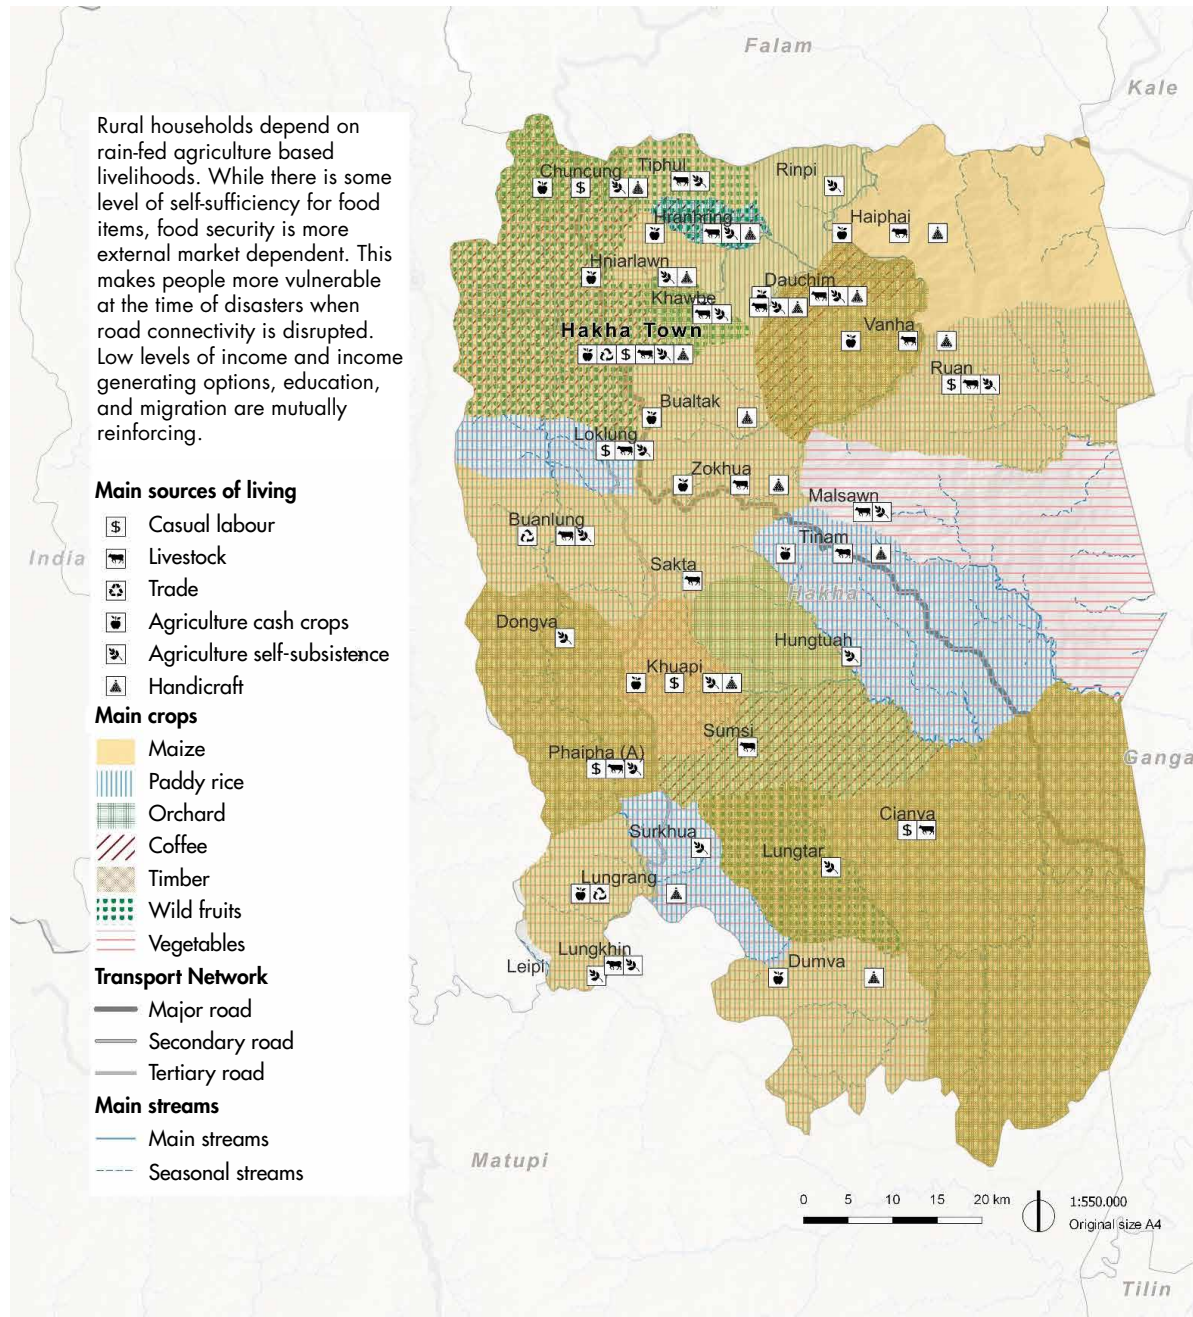 Falam
Kale
Rural households depend on
rain-fed agriculture based
livelihoods. While there is some
level of self-sufficiency for food
items, food security is more
external market dependent. This
makes people more vulnerable
at the time of disasters when
road connectivity is disrupted.
Low levels of income and income
generating options, education,
and migration are mutually
reinforcing.
Main sources of living
$ Casual labour
Livestock
Trade
Agriculture cash crops
Agriculture self-subsistence
Handicraft
Main crops
Maize
Paddy rice
Orchard
Coffee
Timber
Wild fruits
Vegetables
Transport Network
Major road
Secondary road
Tertiary road
Main streams
Main streams
Seasonal streams
India
Chuncung
$
Tiphul
Rinpi
Hranhring
Haiphai
Hniarlawn
Dauchim
Khawbe
Hakha Town
$
Vanha
Ruan
$
Bualtak
Loklung
$
Zokhua
Malsawn
Buanlung
Tinam
Sakta
Hakha
Dongva
Hungtuah
Khuapi
$
Sumsi
Phaipha (A)
$
Ganga
Cianva
$
Surkhua
Lungtar
Lungrang
Lungkhin
Leipi
Dumva
Matupi
0 5 10 15 20 km
1:550.000
Original size A4
Tilin